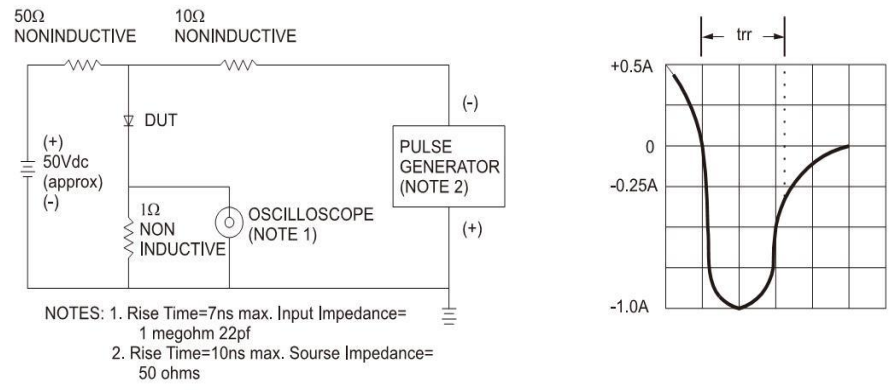 50Ω
NONINDUCTIVE
10Ω
NONINDUCTIVE
DUT
(+)
50Vdc
(approx)
(-)
1Ω
NON
INDUCTIVE
OSCILLOSCOPE
(NOTE 1)
(-)
PULSE
GENERATOR
(NOTE 2)
(+)
NOTES: 1. Rise Time=7ns max. Input Impedance=
1 megohm 22pf
2. Rise Time=10ns max. Sourse Impedance=
50 ohms
trr
+0.5A
0
-0.25A
-1.0A